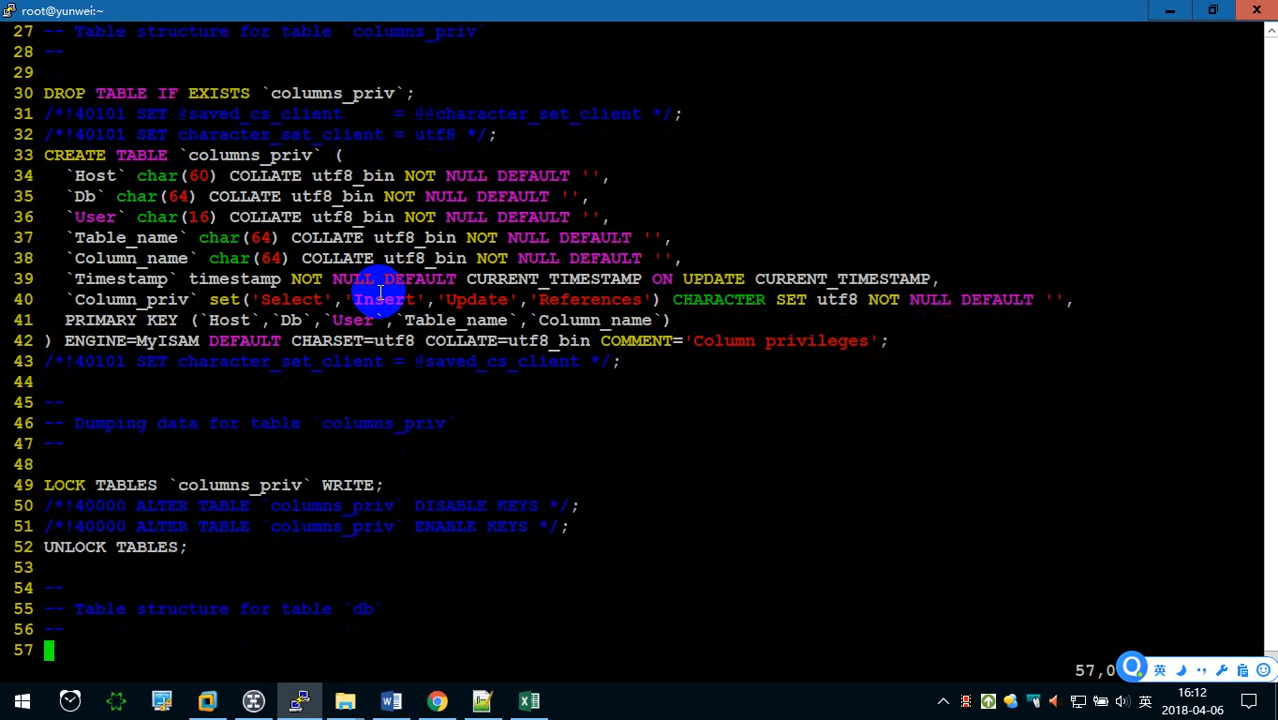 root@yunwei:~
27 -- Table structure for table `columns_priv`
28 --
29
30 DROP TABLE IF EXISTS `columns_priv`;
31 /*!40101 SET @saved_cs_client     = @@character_set_client */;
32 /*!40101 SET character_set_client = utf8 */;
33 CREATE TABLE `columns_priv` (
34   `Host` char(60) COLLATE utf8_bin NOT NULL DEFAULT '',
35   `Db` char(64) COLLATE utf8_bin NOT NULL DEFAULT '',
36   `User` char(16) COLLATE utf8_bin NOT NULL DEFAULT '',
37   `Table_name` char(64) COLLATE utf8_bin NOT NULL DEFAULT '',
38   `Column_name` char(64) COLLATE utf8_bin NOT NULL DEFAULT '',
39   `Timestamp` timestamp NOT NULL DEFAULT CURRENT_TIMESTAMP ON UPDATE CURRENT_TIMESTAMP,
40   `Column_priv` set('Select','Insert','Update','References') CHARACTER SET utf8 NOT NULL DEFAULT '',
41   PRIMARY KEY (`Host`,`Db`,`User`,`Table_name`,`Column_name`)
42 ) ENGINE=MyISAM DEFAULT CHARSET=utf8 COLLATE=utf8_bin COMMENT='Column privileges';
43 /*!40101 SET character_set_client = @saved_cs_client */;
44
45 --
46 -- Dumping data for table `columns_priv`
47 --
48
49 LOCK TABLES `columns_priv` WRITE;
50 /*!40000 ALTER TABLE `columns_priv` DISABLE KEYS */;
51 /*!40000 ALTER TABLE `columns_priv` ENABLE KEYS */;
52 UNLOCK TABLES;
53
54 --
55 -- Table structure for table `db`
56 --
57
57,0
英
英
16:12
2018-04-06